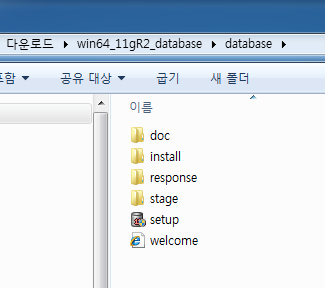 다운로드 ▸ win64_11gR2_database ▸ database ▸
함 ▼ 공유 대상 ▼ 굽기 새 폴더
이름
doc
install
response
stage
setup
welcome